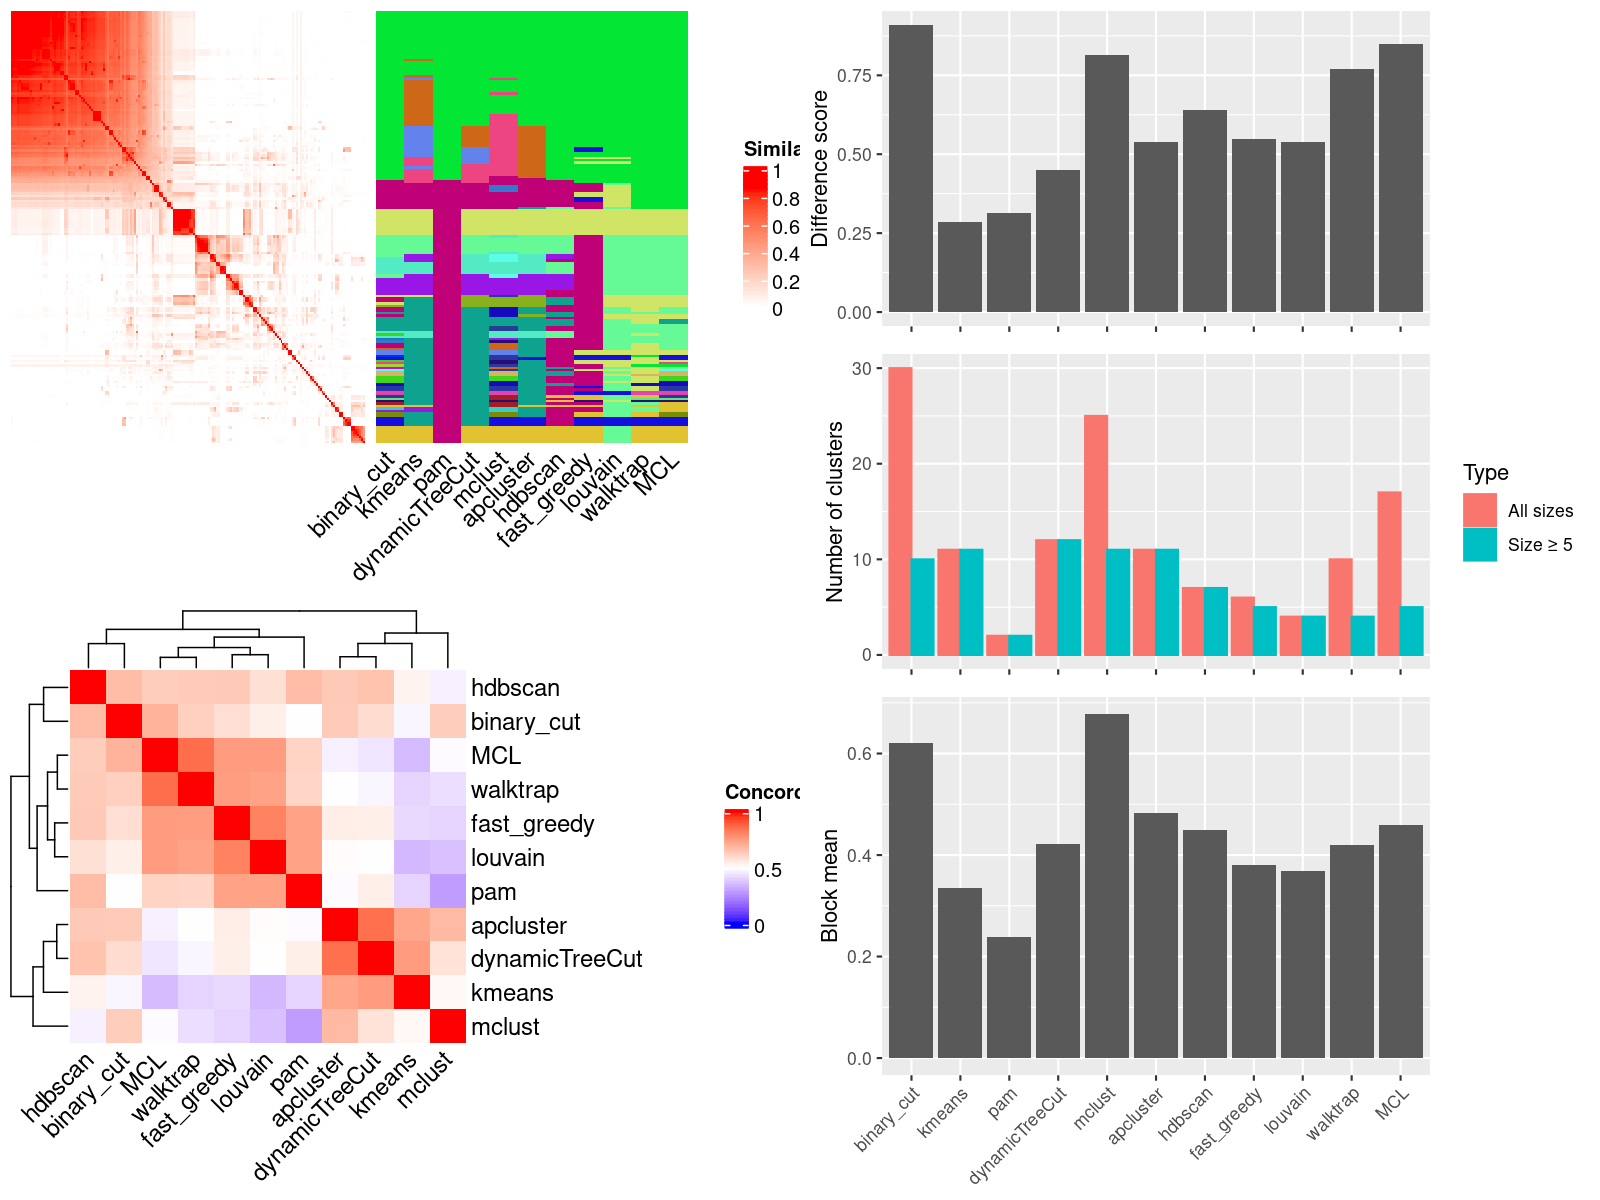 Simila
1
0.8
0.6
0.4
0.2
0
binary_cut
kmeans
pam
dynamicTreeCut
mclust
apcluster
hdbscan
fast_greedy
louvain
walktrap
MCL
hdbscan
binary_cut
MCL
walktrap
fast_greedy
louvain
pam
apcluster
dynamicTreeCut
kmeans
mclust
Concord
1
0.5
0
hdbscan
binary_cut
MCL
walktrap
fast_greedy
louvain
pam
apcluster
dynamicTreeCut
kmeans
mclust
Difference score
0.75
0.50
0.25
0.00
Number of clusters
30
20
10
0
Type
All sizes
Size ≥ 5
Block mean
0.6
0.4
0.2
0.0
binary_cut
kmeans
pam
dynamicTreeCut
mclust
apcluster
hdbscan
fast_greedy
louvain
walktrap
MCL